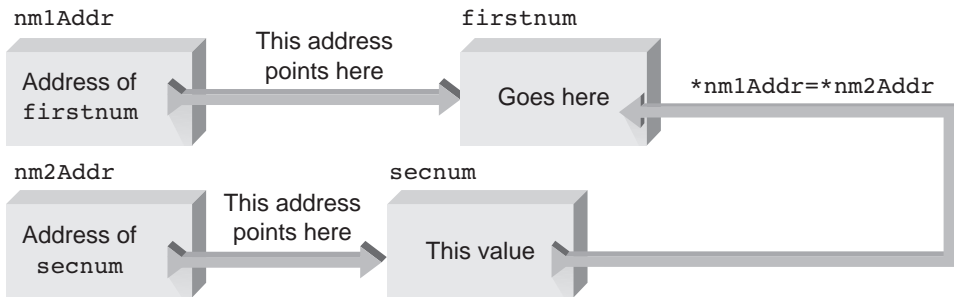 nm1Addr
firstnum
This address
points here
Address of
firstnum
Goes here
*nm1Addr=*nm2Addr
nm2Addr
secnum
This address
points here
Address of
secnum
This value